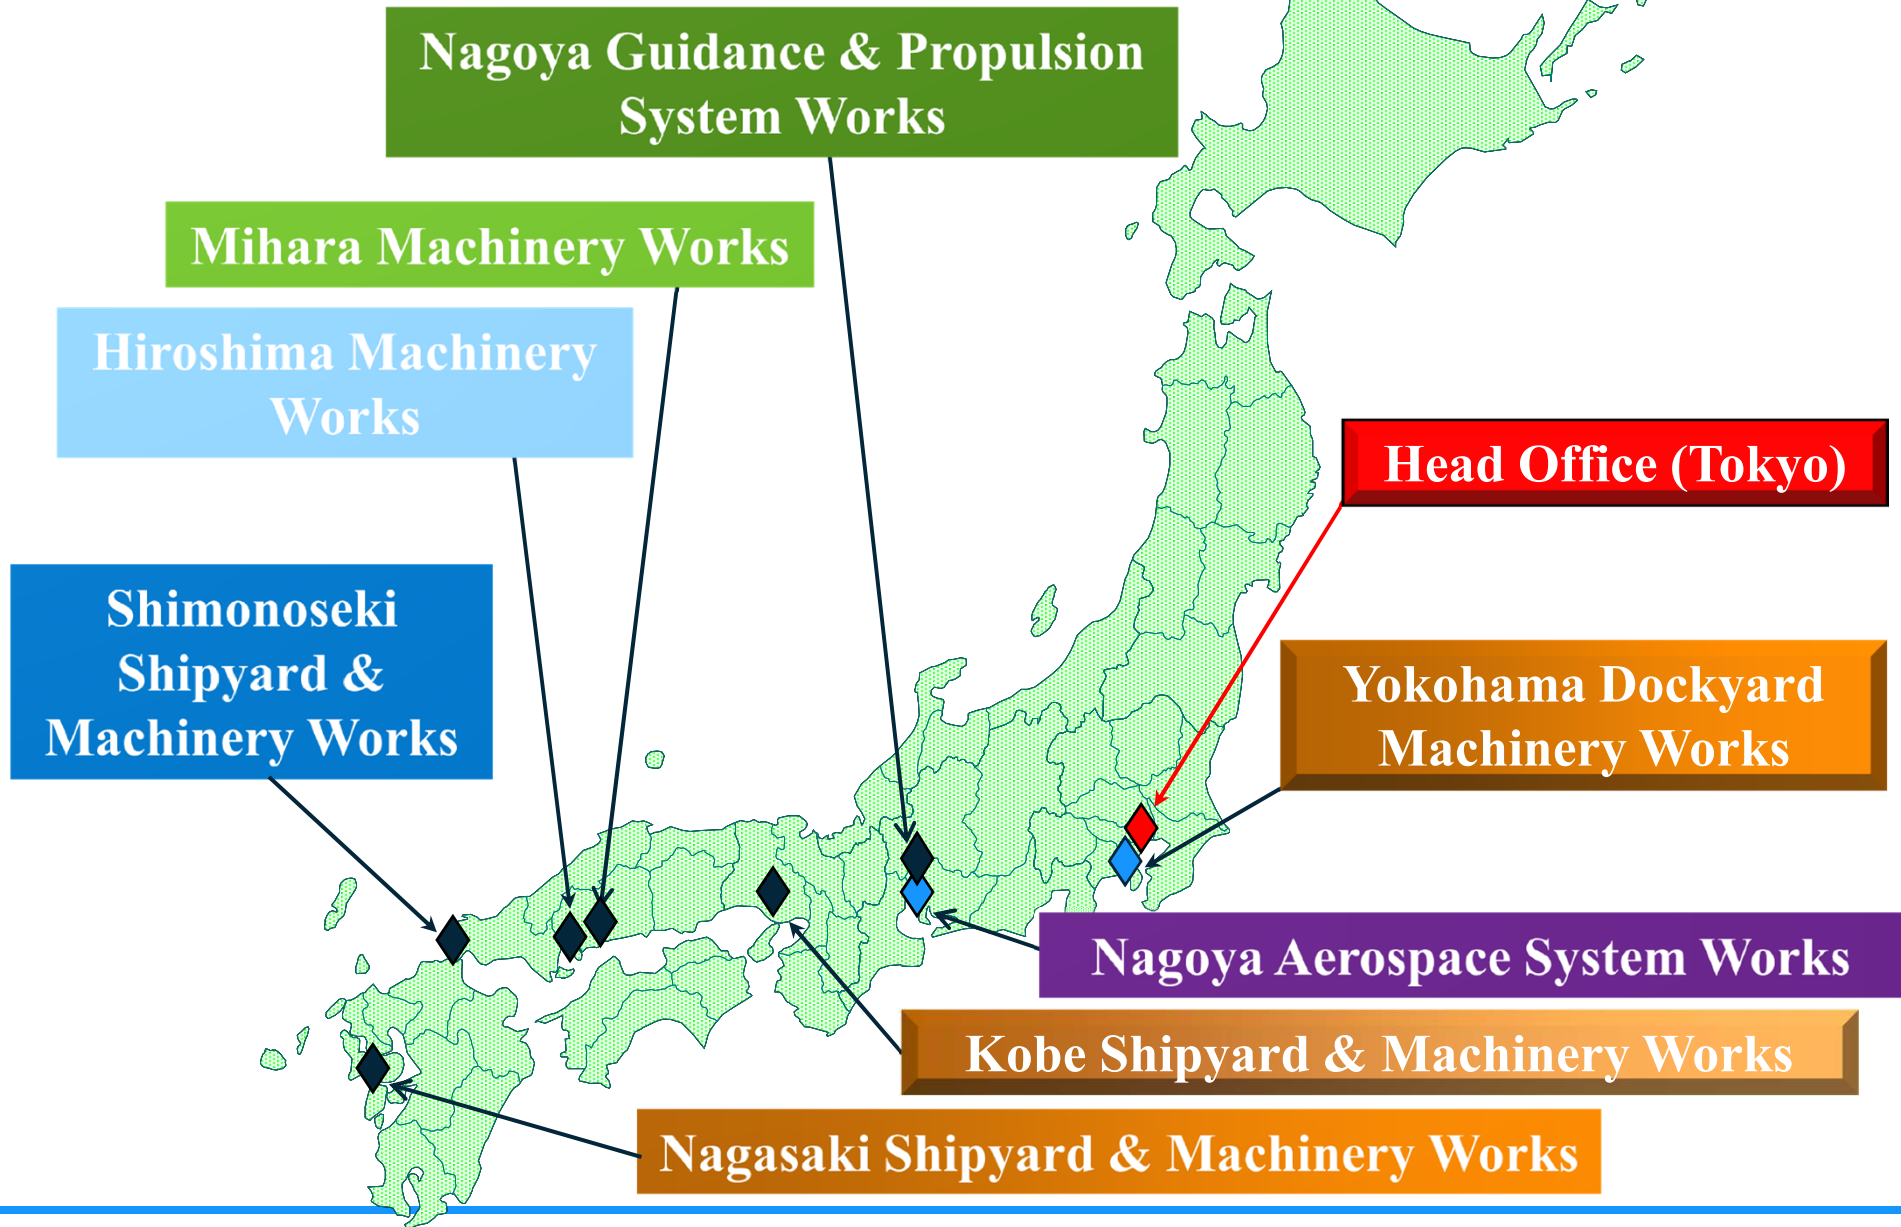 Nagoya Guidance & Propulsion
System Works
Mihara Machinery Works
Hiroshima Machinery
Works
Head Office (Tokyo)
Shimonoseki
Shipyard &
Machinery Works
Yokohama Dockyard
Machinery Works
Nagoya Aerospace System Works
Kobe Shipyard & Machinery Works
Nagasaki Shipyard & Machinery Works